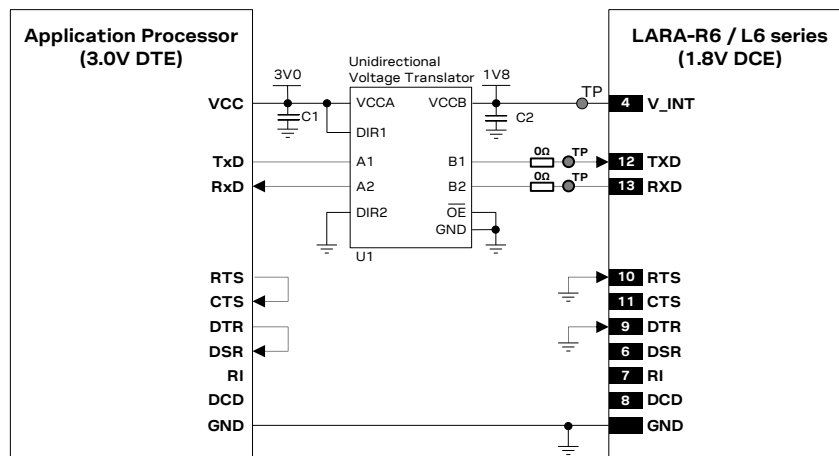 Application Processor
(3.0V DTE)
LARA-R6 / L6 series
(1.8V DCE)
Unidirectional
Voltage Translator
3V0
1V8
TP
VCC
VCCA
VCCB
4
V_INT
C1
C2
DIR1
0Ω
TP
TxD
A1
B1
12
TXD
0Ω
TP
RxD
A2
B2
13
RXD
DIR2
OE
GND
U1
RTS
10
RTS
CTS
11
CTS
DTR
9
DTR
DSR
6
DSR
RI
7
RI
DCD
8
DCD
GND
GND